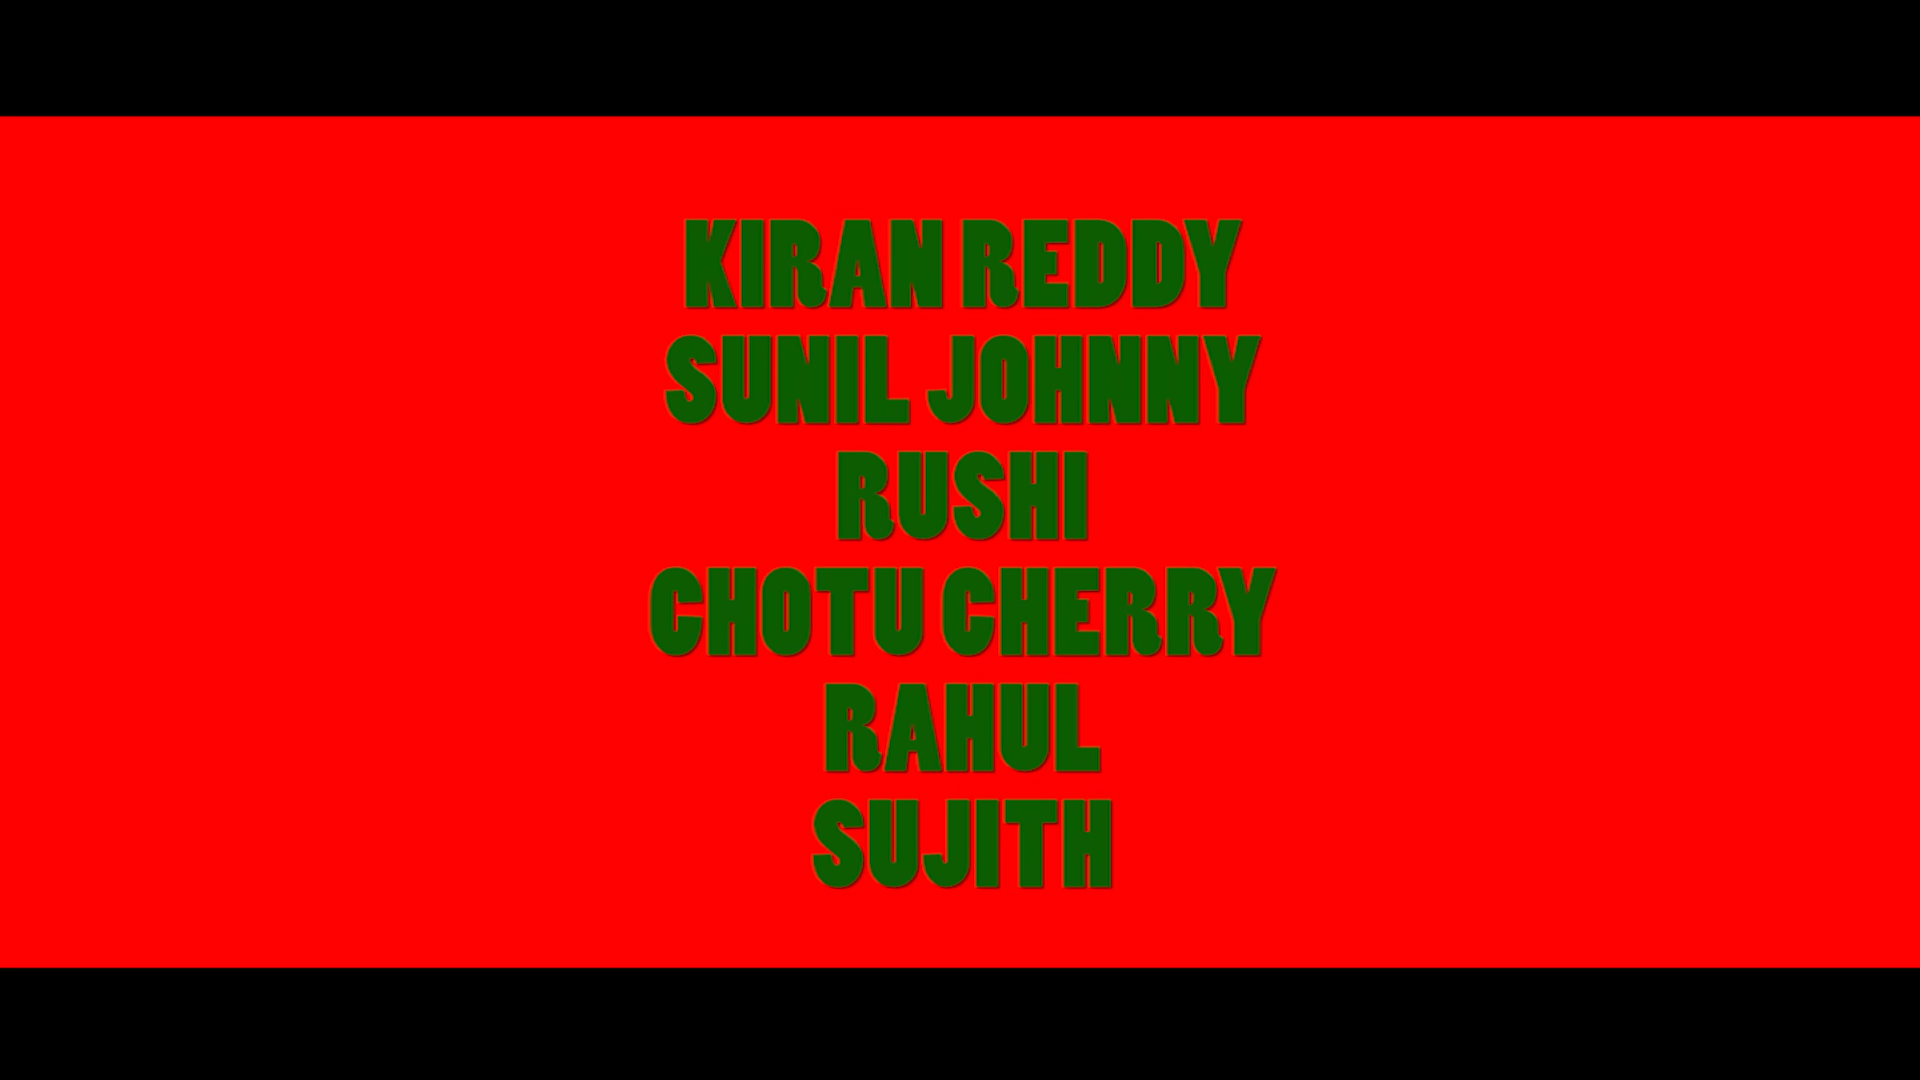 KIRAN REDDY
SUNIL JOHNNY
RUSHI
CHOTU CHERRY
RAHUL
SUJITH